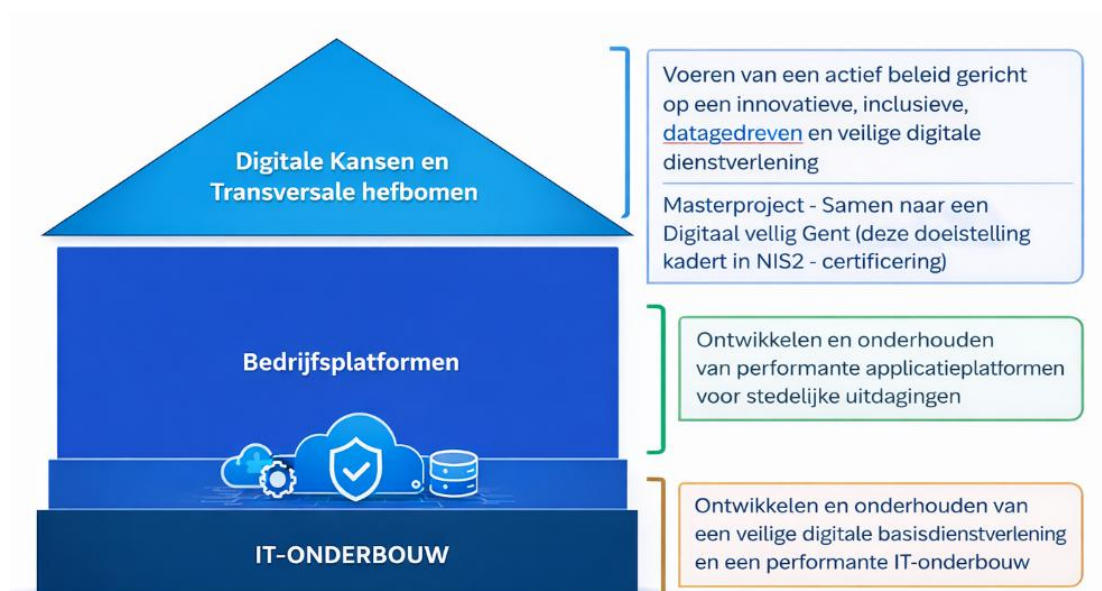 Digitale Kansen en
Transversale hefbomen
Voeren van een actief beleid gericht
op een innovatieve, inclusieve,
datagedreven en veilige digitale
dienstverlening
Masterproject - Samen naar een
Digitaal vellig Gent (deze doelstelling
kadert in NIS2 - certificering)
Bedrijfsplatformen
Ontwikkelen en onderhouden
van performante applicatieplatformen
voor stedelijke uitdagingen
IT-ONDERBOUW
Ontwikkelen en onderhouden van
een veilige digitale basisdienstverlening
en een performante IT-onderbouw